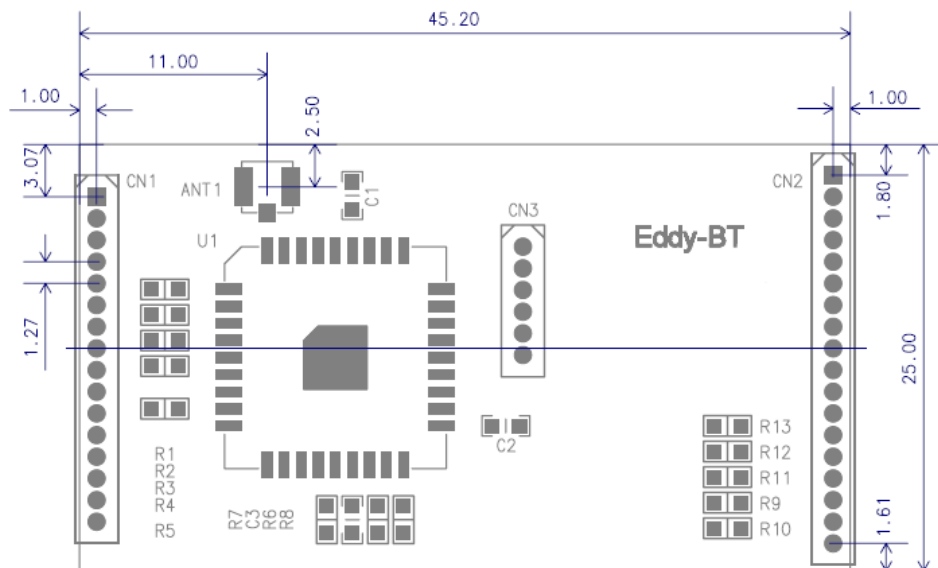 45.20
11.00
1.00
2.50
1.00
3.07
CN1
ANT1
C1
CN2
1.80
CN3
U1
Eddy-BT
1.27
25.00
C2
R13
R1
R12
R2
R3
R11
R4
R9
R5
R7
C3
R6
R8
R10
1.61